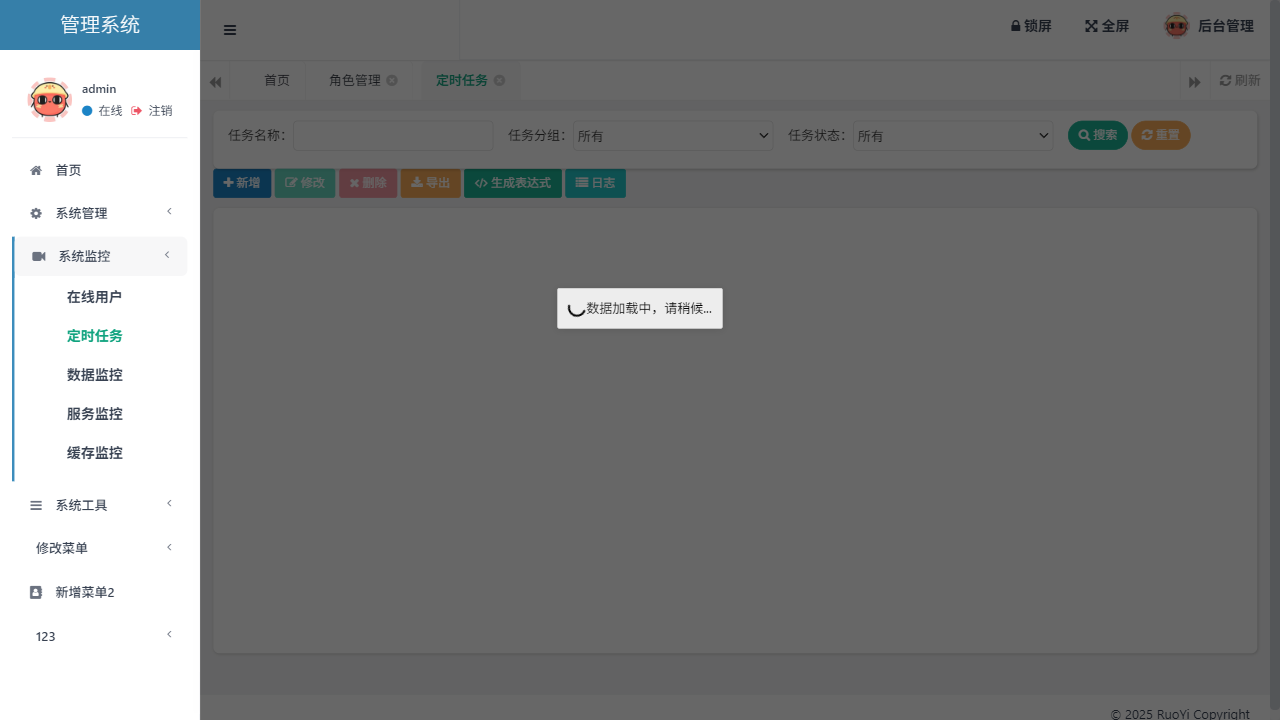 管理系统
admin
在线 注销
首页
系统管理
系统监控
在线用户
定时任务
数据监控
服务监控
缓存监控
系统工具
修改菜单
新增菜单2
123
锁屏 全屏 后台管理
首页 角色管理 定时任务 刷新
任务名称： 任务分组： 所有 任务状态： 所有 搜索 重置
新增 修改 删除 导出 生成表达式 日志
数据加载中，请稍候...
© 2025 RuoYi Copyright